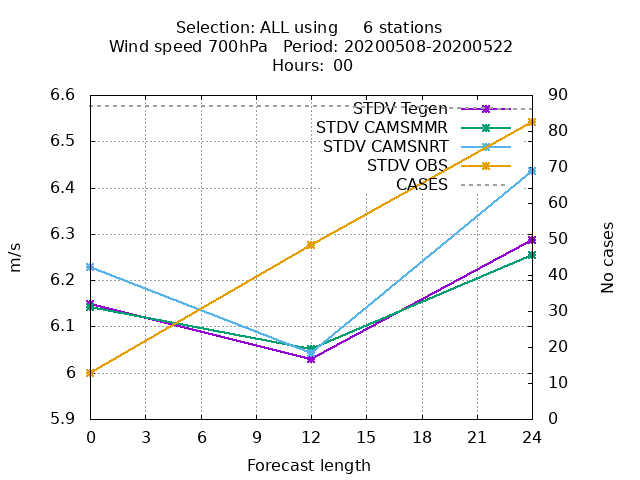 Selection: ALL using     6 stations
Wind speed 700hPa   Period: 20200508-20200522
Hours:  00
6.6
6.5
6.4
6.3
6.2
6.1
6
5.9
m/s
STDV Tegen
STDV CAMSMMR
STDV CAMSNRT
STDV OBS
CASES
90
80
70
60
50
40
30
20
10
0
No cases
0 3 6 9 12 15 18 21 24
Forecast length